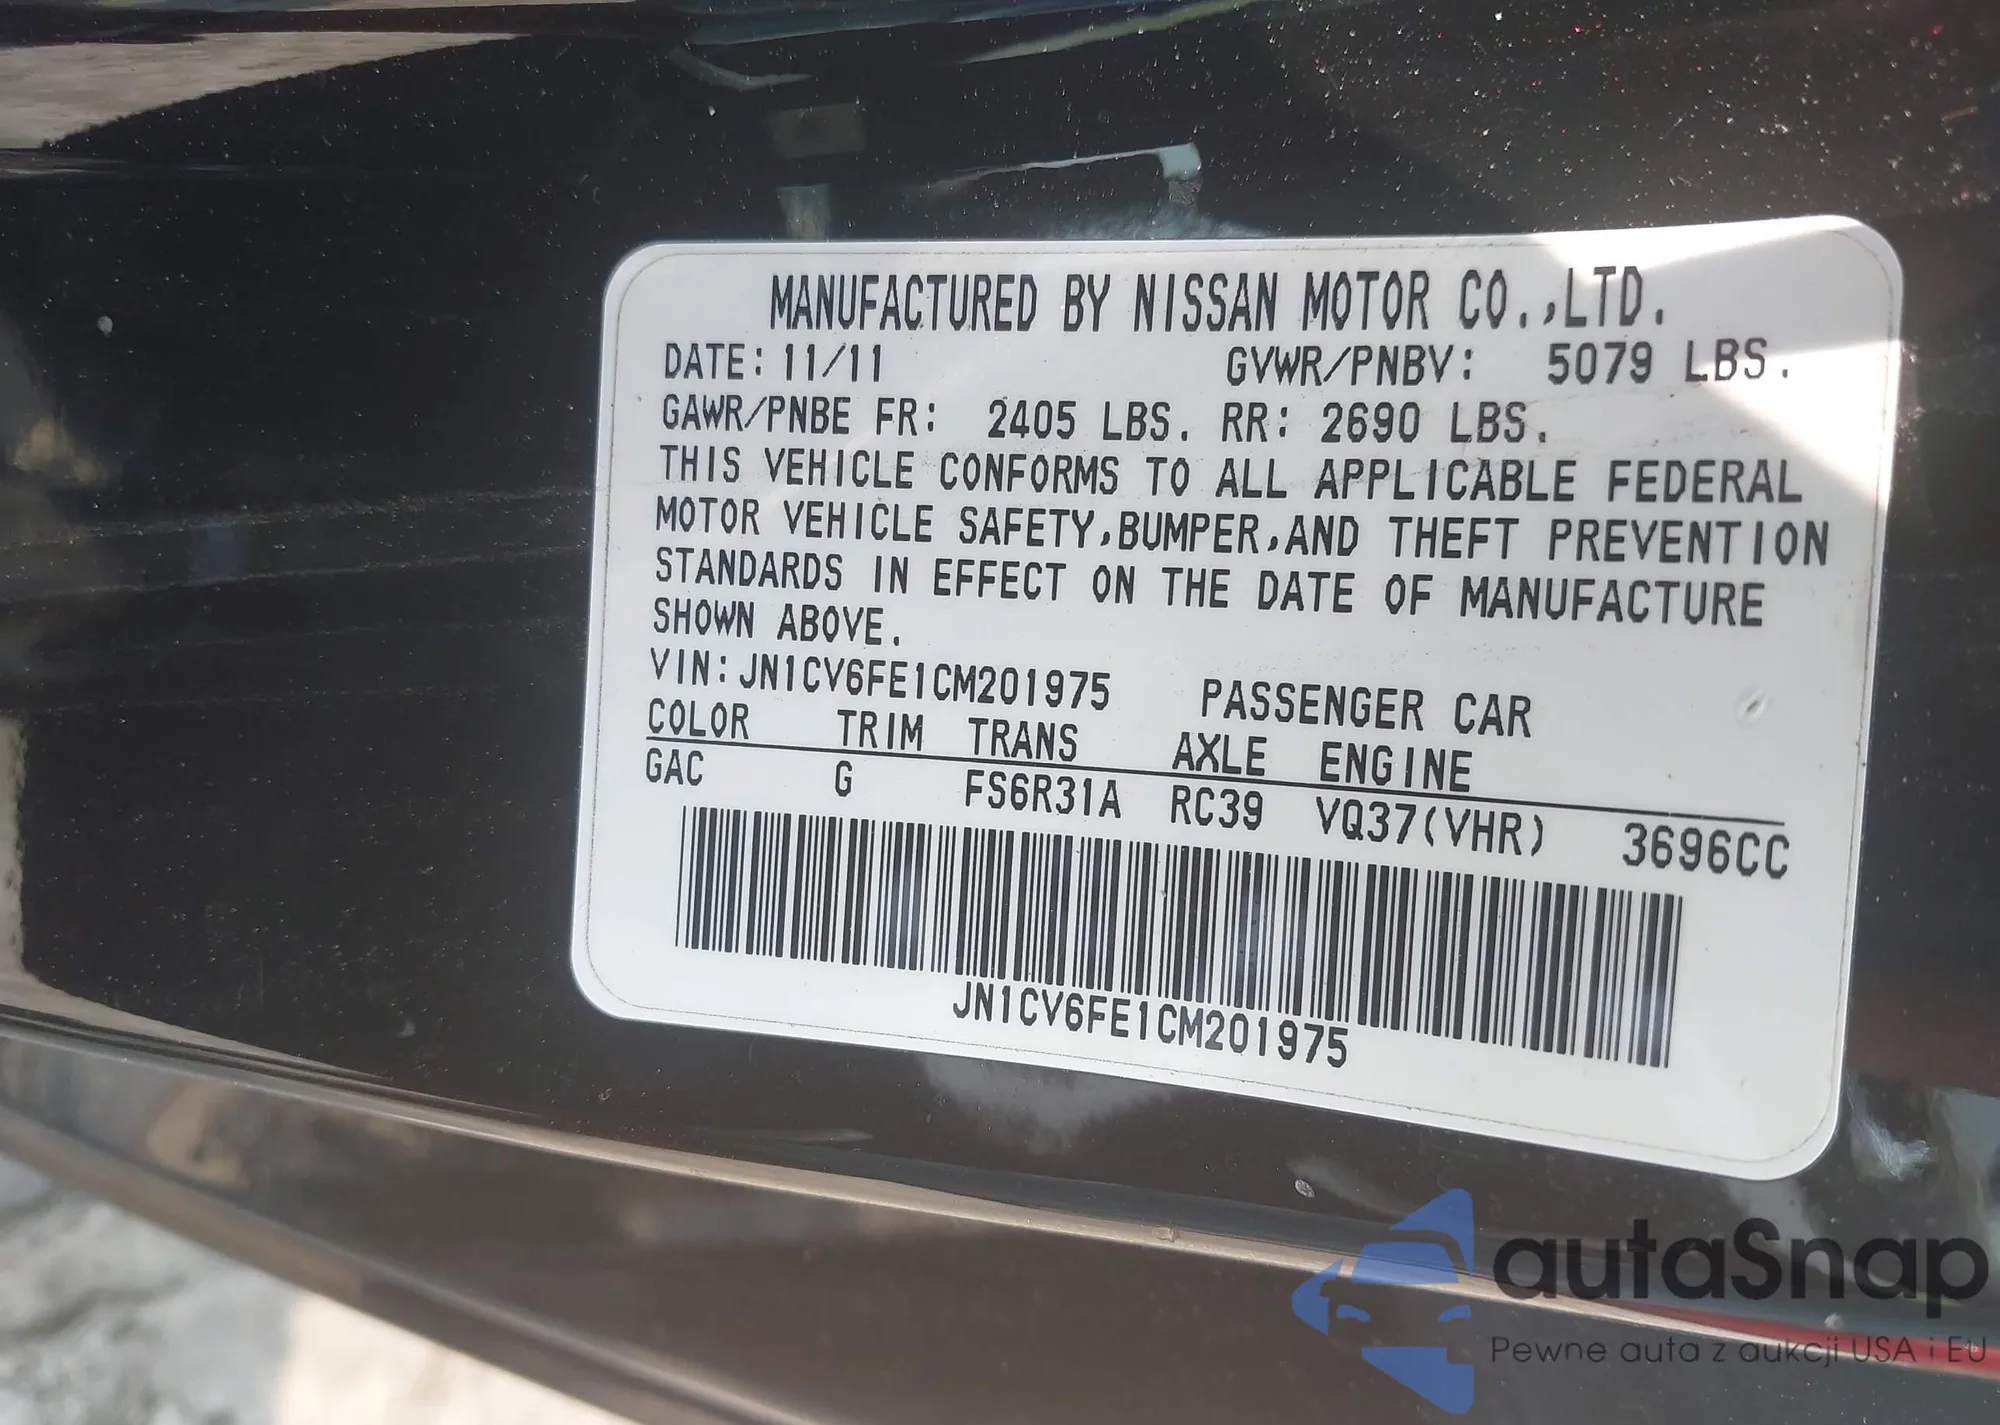 MANUFACTURED BY NISSAN MOTOR CO.,LTD.
DATE: 11/11 GVWR/PNBV: 5079 LBS.
GAWR/PNBE FR: 2405 LBS. RR: 2690 LBS.
THIS VEHICLE CONFORMS TO ALL APPLICABLE FEDERAL
MOTOR VEHICLE SAFETY,BUMPER,AND THEFT PREVENTION
STANDARDS IN EFFECT ON THE DATE OF MANUFACTURE
SHOWN ABOVE.
VIN:JN1CV6FE1CM201975 PASSENGER CAR
COLOR TRIM TRANS AXLE ENGINE
GAC G FS6R31A RC39 VQ37(VHR) 3696CC
JN1CV6FE1CM201975
autaSnap
Pewne auta z aukcji USA i EU